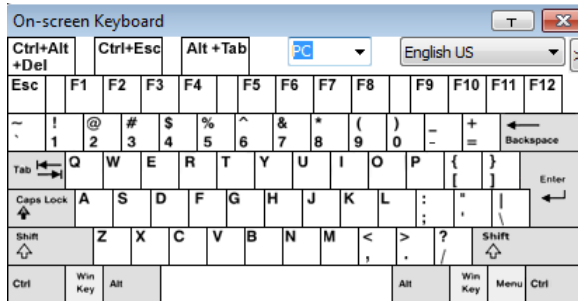 On-screen Keyboard
Ctrl+Alt +Del Ctrl+Esc Alt +Tab PC English US >
Esc F1 F2 F3 F4 F5 F6 F7 F8 F9 F10 F11 F12
~ ! @ # $ % ^ & * ( ) _ +
` 1 2 3 4 5 6 7 8 9 0 - = Backspace
Tab Q W E R T Y U I O P { }
[ ] Enter
Caps Lock A S D F G H J K L : " |
; ' \
Shift Z X C V B N M < > ? Shift
, . /
Ctrl Win Key Alt Alt Win Key Menu Ctrl